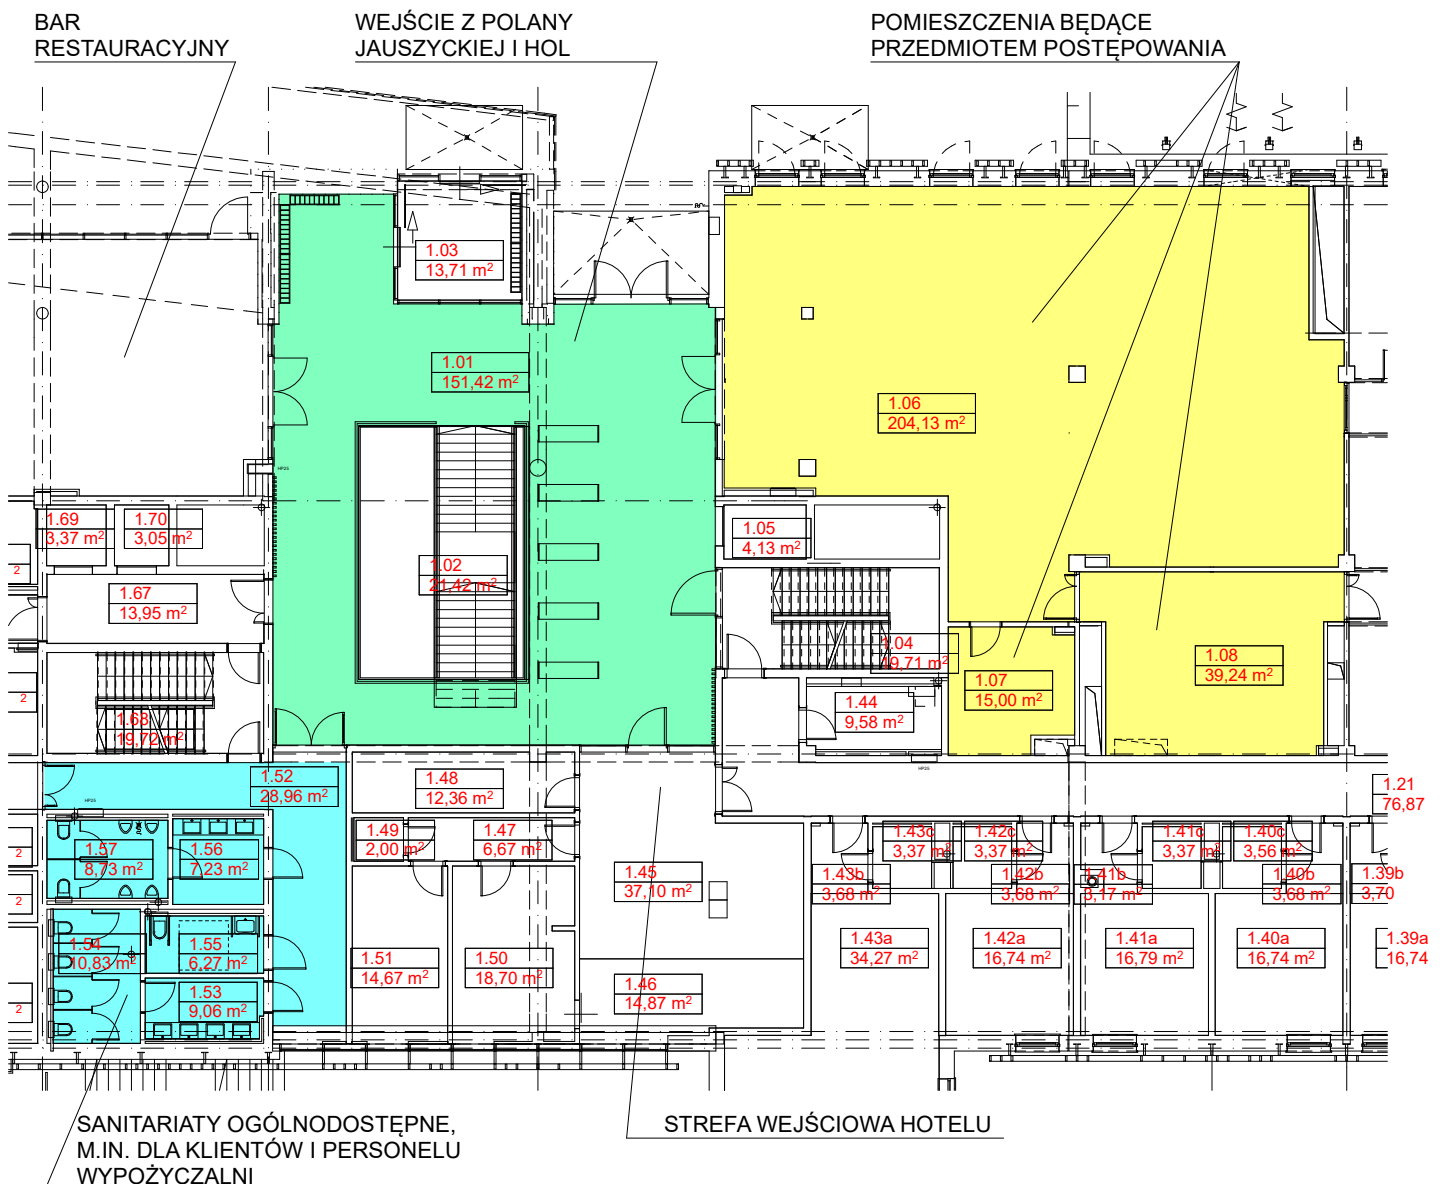 BAR
RESTAURACYJNY
WEJŚCIE Z POLANY
JAUSZYCKIEJ I HOL
POMIESZCZENIA BĘDĄCE
PRZEDMIOTEM POSTĘPOWANIA
1.03
13,71 m²
1.01
151,42 m²
1.06
204,13 m²
HP25
1.69
3,37 m²
1.70
3,05 m²
1.05
4,13 m²
2
1.02
21,42 m²
1.67
13,95 m²
1.04
19,71 m²
1.08
39,24 m²
1.07
15,00 m²
2
1.44
9,58 m²
1.68
19,72 m²
1.52
28,96 m²
1.48
12,36 m²
HP25
1.21
76,87
HP25
1.49
2,00 m²
1.47
6,67 m²
1.43c
3,37 m²
1.42c
3,37 m²
1.41c
3,37 m²
1.40c
3,56 m²
2
1.57
8,73 m²
1.56
7,23 m²
1.45
37,10 m²
1.43b
3,68 m²
1.42b
3,68 m²
1.41b
3,17 m²
1.40b
3,68 m²
1.39b
3,70
2
1.54
10,83 m²
1.55
6,27 m²
1.51
14,67 m²
1.50
18,70 m²
1.43a
34,27 m²
1.42a
16,74 m²
1.41a
16,79 m²
1.40a
16,74 m²
1.39a
16,74
1.46
14,87 m²
1.53
9,06 m²
2
SANITARIATY OGÓLNODOSTĘPNE,
M.IN. DLA KLIENTÓW I PERSONELU
WYPOŻYCZALNI
STREFA WEJŚCIOWA HOTELU